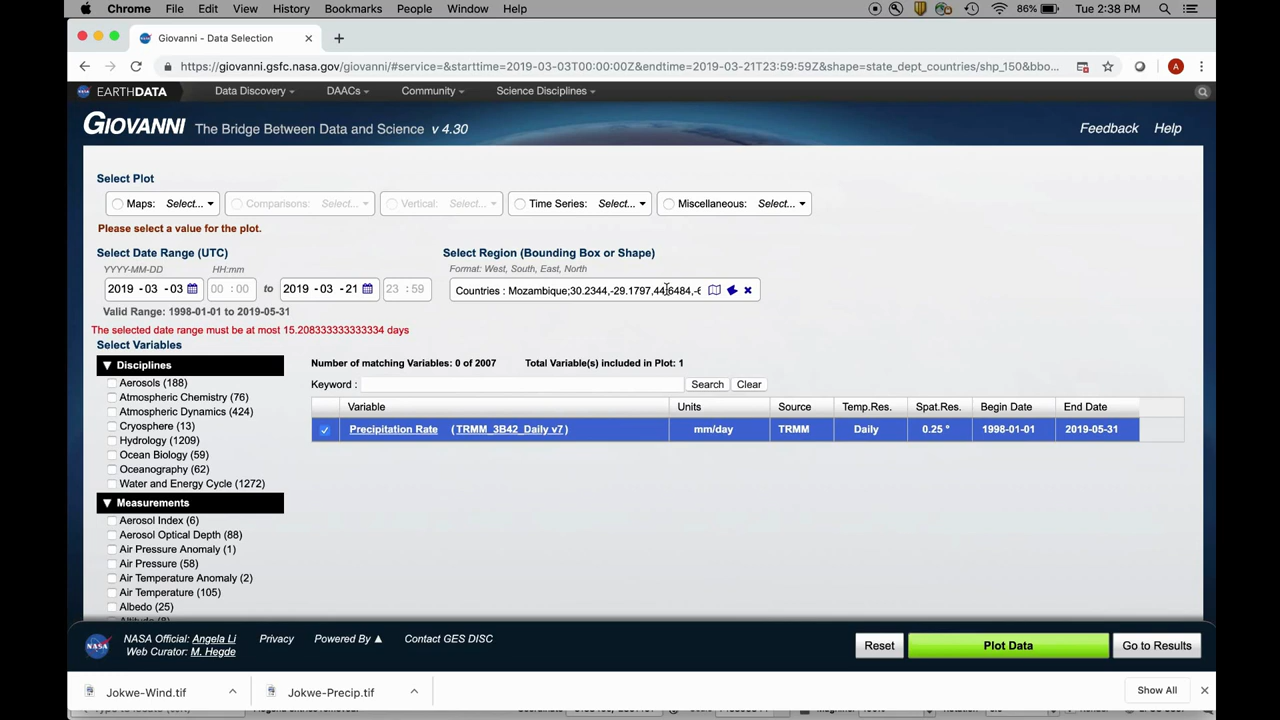 Chrome File Edit View History Bookmarks People Window Help 86% Tue 2:38 PM
Giovanni - Data Selection
https://giovanni.gsfc.nasa.gov/giovanni/#service=&starttime=2019-03-03T00:00:00Z&endtime=2019-03-21T23:59:59Z&shape=state_dept_countries/shp_150&bbo... A
EARTHDATA Data Discovery DAACs Community Science Disciplines
GIOVANNI The Bridge Between Data and Science v 4.30 Feedback Help
Select Plot
Maps: Select... Comparisons: Select... Vertical: Select... Time Series: Select... Miscellaneous: Select...
Please select a value for the plot.
Select Date Range (UTC) Select Region (Bounding Box or Shape)
YYYY-MM-DD HH:mm Format: West, South, East, North
2019 - 03 - 03 00 : 00 to 2019 - 03 - 21 23 : 59 Countries : Mozambique;30.2344,-29.1797,44.6484,-6
Valid Range: 1998-01-01 to 2019-05-31
The selected date range must be at most 15.208333333333334 days
Select Variables
Disciplines Number of matching Variables: 0 of 2007 Total Variable(s) included in Plot: 1
Aerosols (188) Keyword : Search Clear
Atmospheric Chemistry (76)
Atmospheric Dynamics (424)
Cryosphere (13)
Hydrology (1209)
Ocean Biology (59)
Oceanography (62)
Water and Energy Cycle (1272)
Variable Units Source Temp.Res. Spat.Res. Begin Date End Date
Precipitation Rate (TRMM_3B42_Daily v7) mm/day TRMM Daily 0.25 ° 1998-01-01 2019-05-31
Measurements
Aerosol Index (6)
Aerosol Optical Depth (88)
Air Pressure Anomaly (1)
Air Pressure (58)
Air Temperature Anomaly (2)
Air Temperature (105)
Albedo (25)
NASA Official: Angela Li Privacy Powered By Contact GES DISC Reset Plot Data Go to Results
Web Curator: M. Hegde
Jokwe-Wind.tif Jokwe-Precip.tif Show All